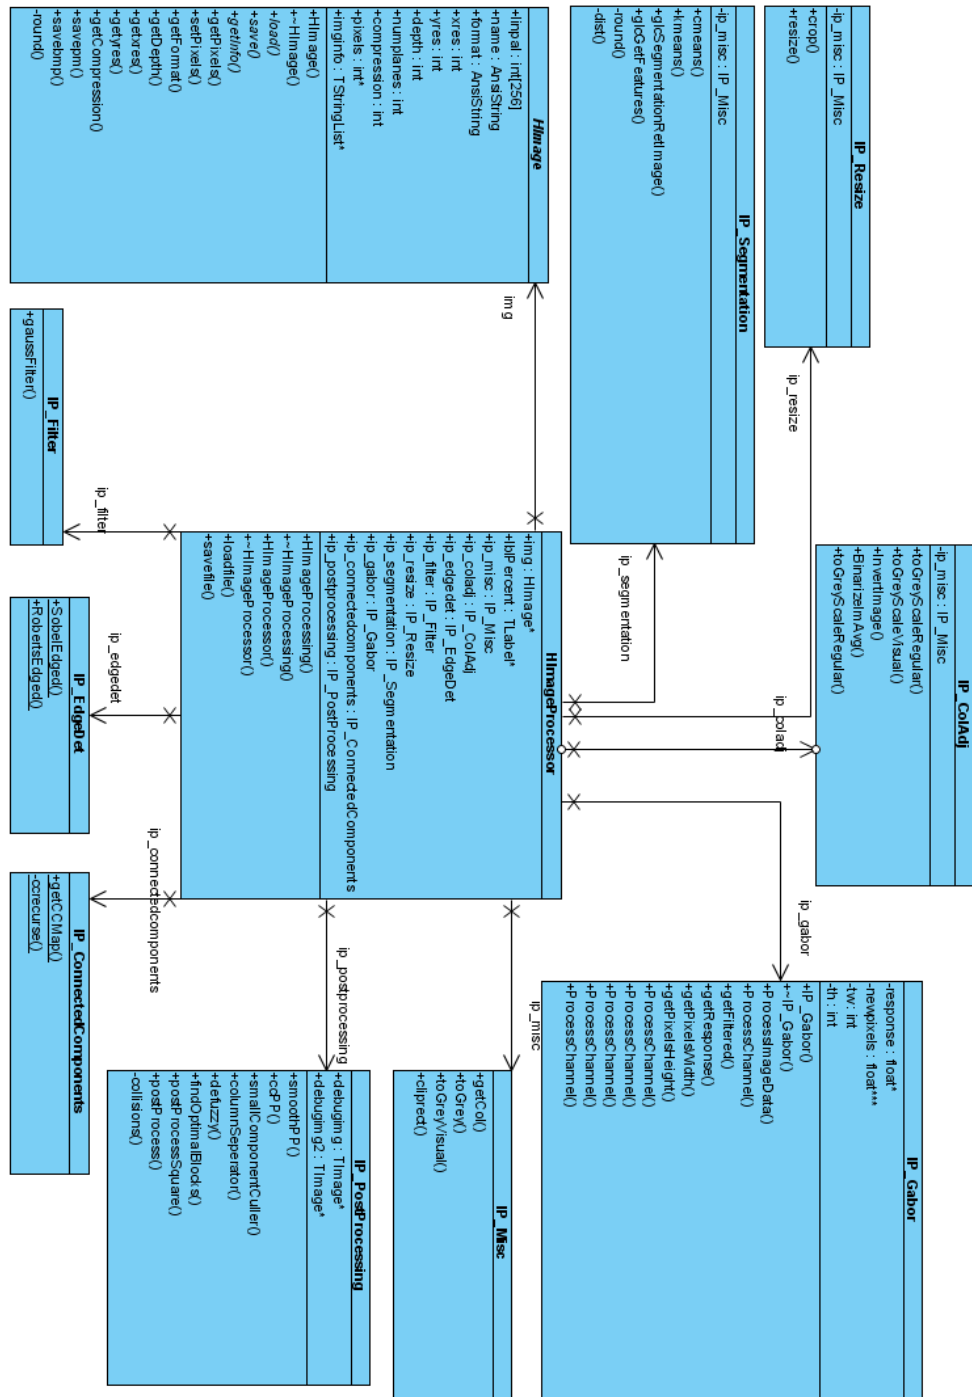 HImage
+linpal : int[256]
+name : AnsiString
+format : AnsiString
+xres : int
+yres : int
+depth : int
+numplanes : int
+compression : int
+pixels : int*
+imginfo : TStringList*
+HImage()
+~HImage()
+load()
+save()
+getInfo()
+getPixels()
+setPixels()
+getFormat()
+getDepth()
+getxres()
+getyres()
+getCompression()
+savepm()
+savebmp()
-round()
IP_Segmentation
-ip_misc : IP_Misc
+cmeans()
+kmeans()
+glcSegmentationRetImage()
+glcGetFeatures()
-round()
-dist()
IP_Resize
-ip_misc : IP_Misc
+crop()
+resize()
img
ip_segmentation
ip_resize
ip_coladj
IP_ColAdj
-ip_misc : IP_Misc
+toGreyScaleRegular()
+toGreyScaleVisual()
+InvertImage()
+BinarizeImAvg()
+toGreyScaleRegular()
IP_Filter
+gaussFilter()
ip_filter
HImageProcessor
+img : HImage*
+lblPercent : TLabel*
+ip_misc : IP_Misc
+ip_coladj : IP_ColAdj
+ip_edgedet : IP_EdgeDet
+ip_filter : IP_Filter
+ip_resize : IP_Resize
+ip_segmentation : IP_Segmentation
+ip_gabor : IP_Gabor
+ip_connectedcomponents : IP_ConnectedComponents
+ip_postprocessing : IP_PostProcessing
+HImageProcessing()
+~HImageProcessing()
+HImageProcessor()
+~HImageProcessor()
+loadfile()
+savefile()
ip_edgedet
IP_EdgeDet
+SobelEdged()
+RobertsEdged()
ip_connectedcomponents
IP_ConnectedComponents
+getCCMap()
-ccrecurse()
ip_postprocessing
IP_PostProcessing
+debugimg : TImage*
+debugimg2 : TImage*
+smoothPP()
+ccPP()
+smallComponentCuller()
+columnSeperator()
+defuzzy()
+findOptimalBlocks()
+postProcessSquare()
+postProcess()
-collisions()
ip_misc
IP_Misc
+getCol()
+toGrey()
+toGreyVisual()
+cliprect()
ip_gabor
IP_Gabor
-response : float*
-newpixels : float***
-tw : int
-th : int
+IP_Gabor()
+~IP_Gabor()
+ProcessImageData()
+ProcessChannel()
+getFiltered()
+getResponse()
+getPixelsWidth()
+getPixelsHeight()
+ProcessChannel()
+ProcessChannel()
+ProcessChannel()
+ProcessChannel()
+ProcessChannel()